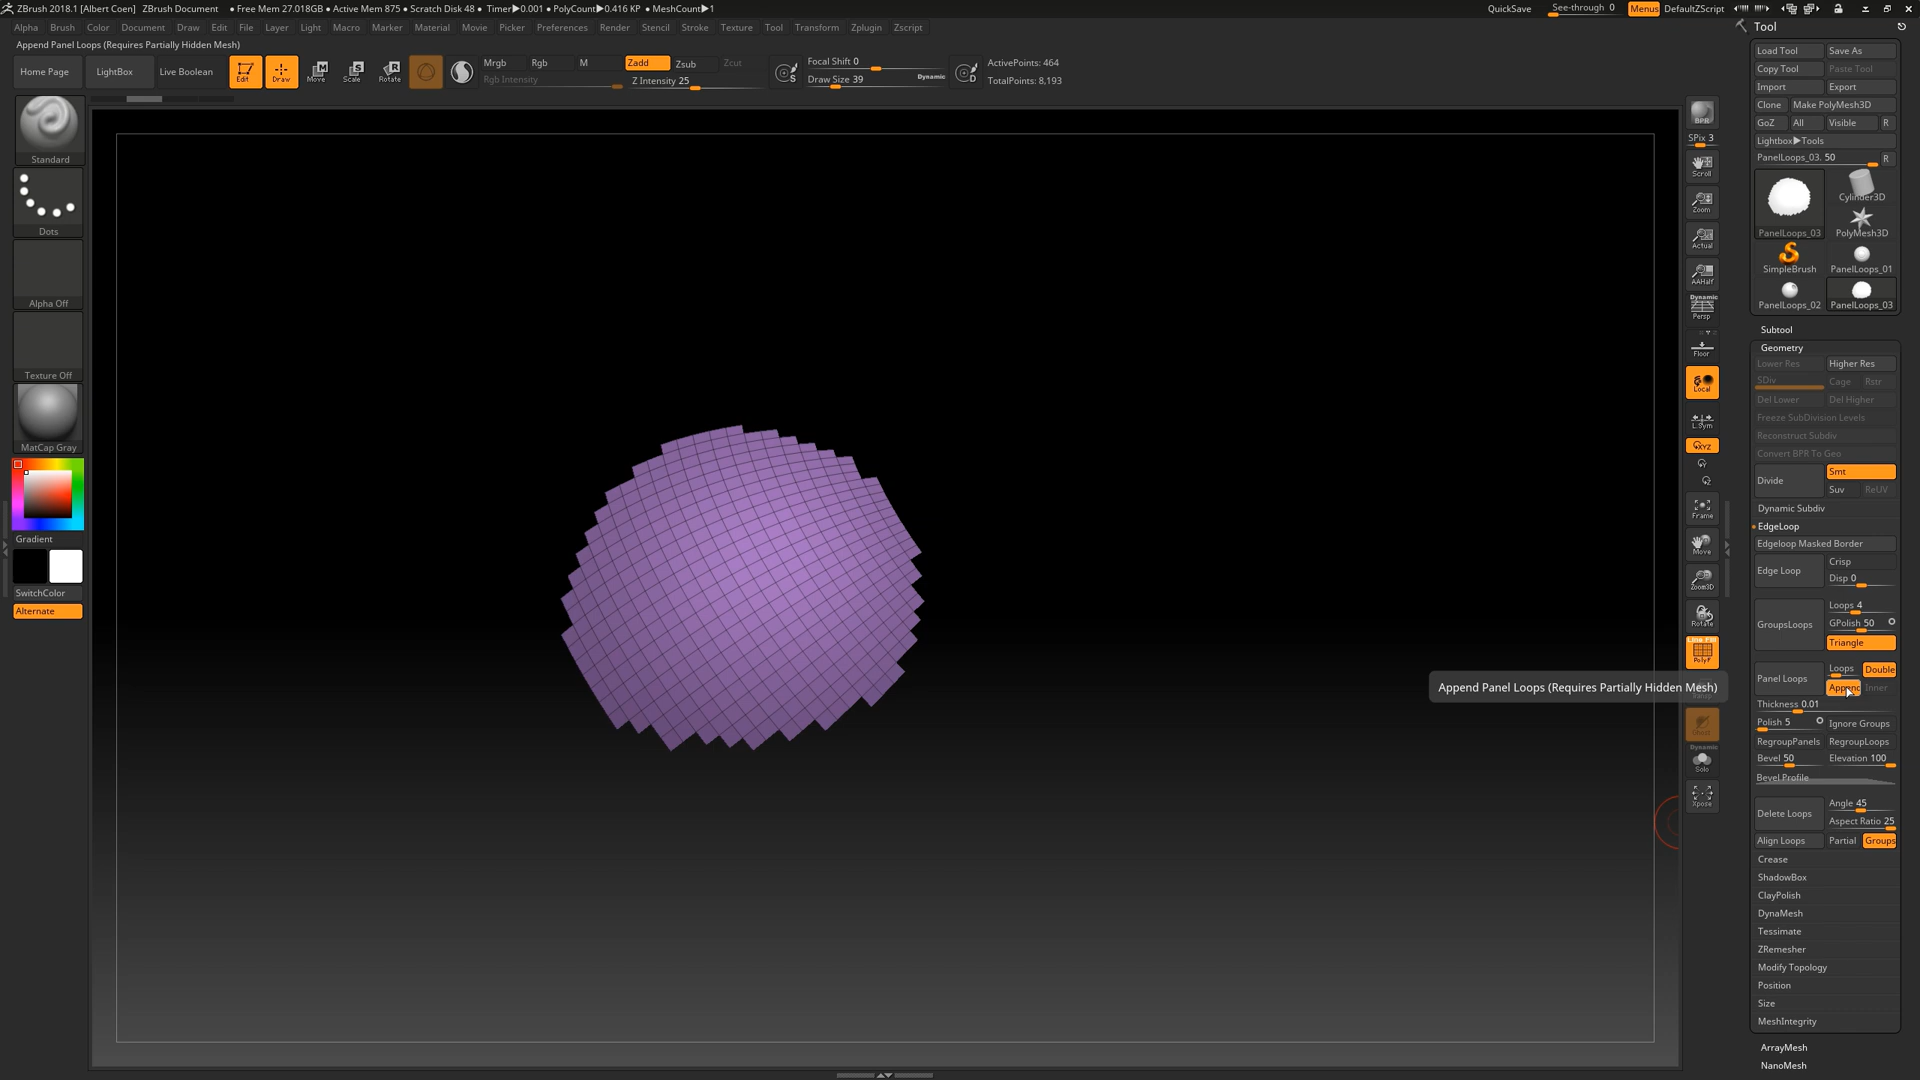 ZBrush 2018.1 [Albert Coen] ZBrush Document • Free Mem 27.018GB • Active Mem 875 • Scratch Disk 48 • Timer▶0.001 • PolyCount▶0.416 KP • MeshCount▶1 QuickSave See-through 0 Menus DefaultZScript
Alpha Brush Color Document Draw Edit File Layer Light Macro Marker Material Movie Picker Preferences Render Stencil Stroke Texture Tool Transform Zplugin Zscript
Append Panel Loops (Requires Partially Hidden Mesh)
Home Page LightBox Live Boolean Edit Draw Move Scale Rotate
Mrgb Rgb M Zadd Zsub Zcut
Rgb Intensity Z Intensity 25
Focal Shift 0
Draw Size 39 Dynamic
S D
ActivePoints: 464
TotalPoints: 8,193
Standard
Dots
Alpha Off
Texture Off
MatCap Gray
Gradient
SwitchColor
Alternate
BPR
SPix 3
Scroll
Zoom
Actual
AAHalf
Dynamic
Persp
Floor
Local
L.Sym
XYZ
Frame
Move
Zoom3D
Rotate
Line Fill
PolyF
Append Panel Loops (Requires Partially Hidden Mesh)
Transp
Ghost
Dynamic
Solo
Xpose
Tool
Load Tool Save As
Copy Tool Paste Tool
Import Export
Clone Make PolyMesh3D
GoZ All Visible R
Lightbox▶Tools
PanelLoops_03. 50 R
PanelLoops_03 Cylinder3D
PolyMesh3D
SimpleBrush PanelLoops_01
PanelLoops_02 PanelLoops_03
Subtool
Geometry
Lower Res Higher Res
SDiv Cage Rstr
Del Lower Del Higher
Freeze SubDivision Levels
Reconstruct Subdiv
Convert BPR To Geo
Divide Smt
Suv ReUV
Dynamic Subdiv
EdgeLoop
Edgeloop Masked Border
Edge Loop Crisp
Disp 0
GroupsLoops Loops 4
GPolish 50
Triangle
Panel Loops Loops Double
Append Inner
Thickness 0.01
Polish 5 Ignore Groups
RegroupPanels RegroupLoops
Bevel 50 Elevation 100
Bevel Profile
Delete Loops Angle 45
Aspect Ratio 25
Align Loops Partial Groups
Crease
ShadowBox
ClayPolish
DynaMesh
Tessimate
ZRemesher
Modify Topology
Position
Size
MeshIntegrity
ArrayMesh
NanoMesh